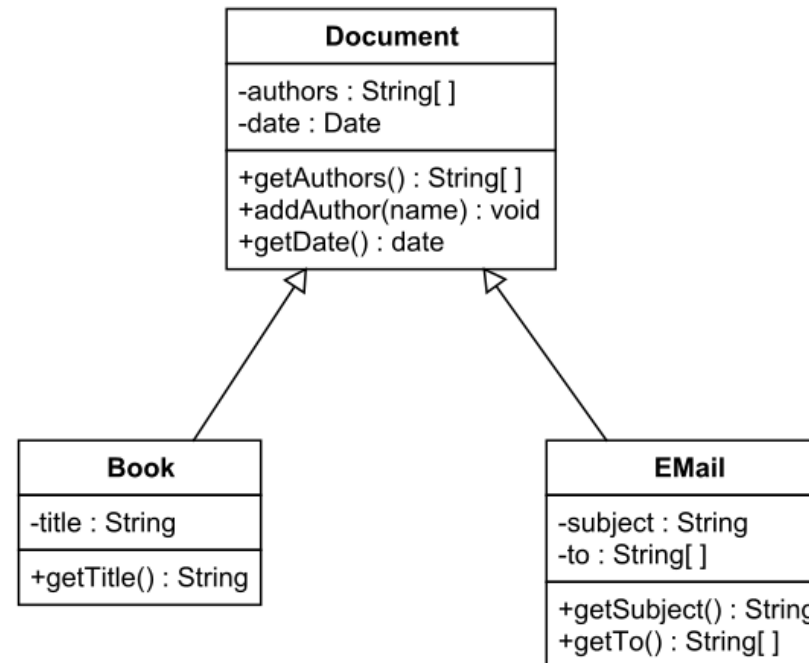 Document
-authors : String[ ]
-date : Date
+getAuthors() : String[ ]
+addAuthor(name) : void
+getDate() : date
Book
-title : String
+getTitle() : String
EMail
-subject : String
-to : String[ ]
+getSubject() : String
+getTo() : String[ ]